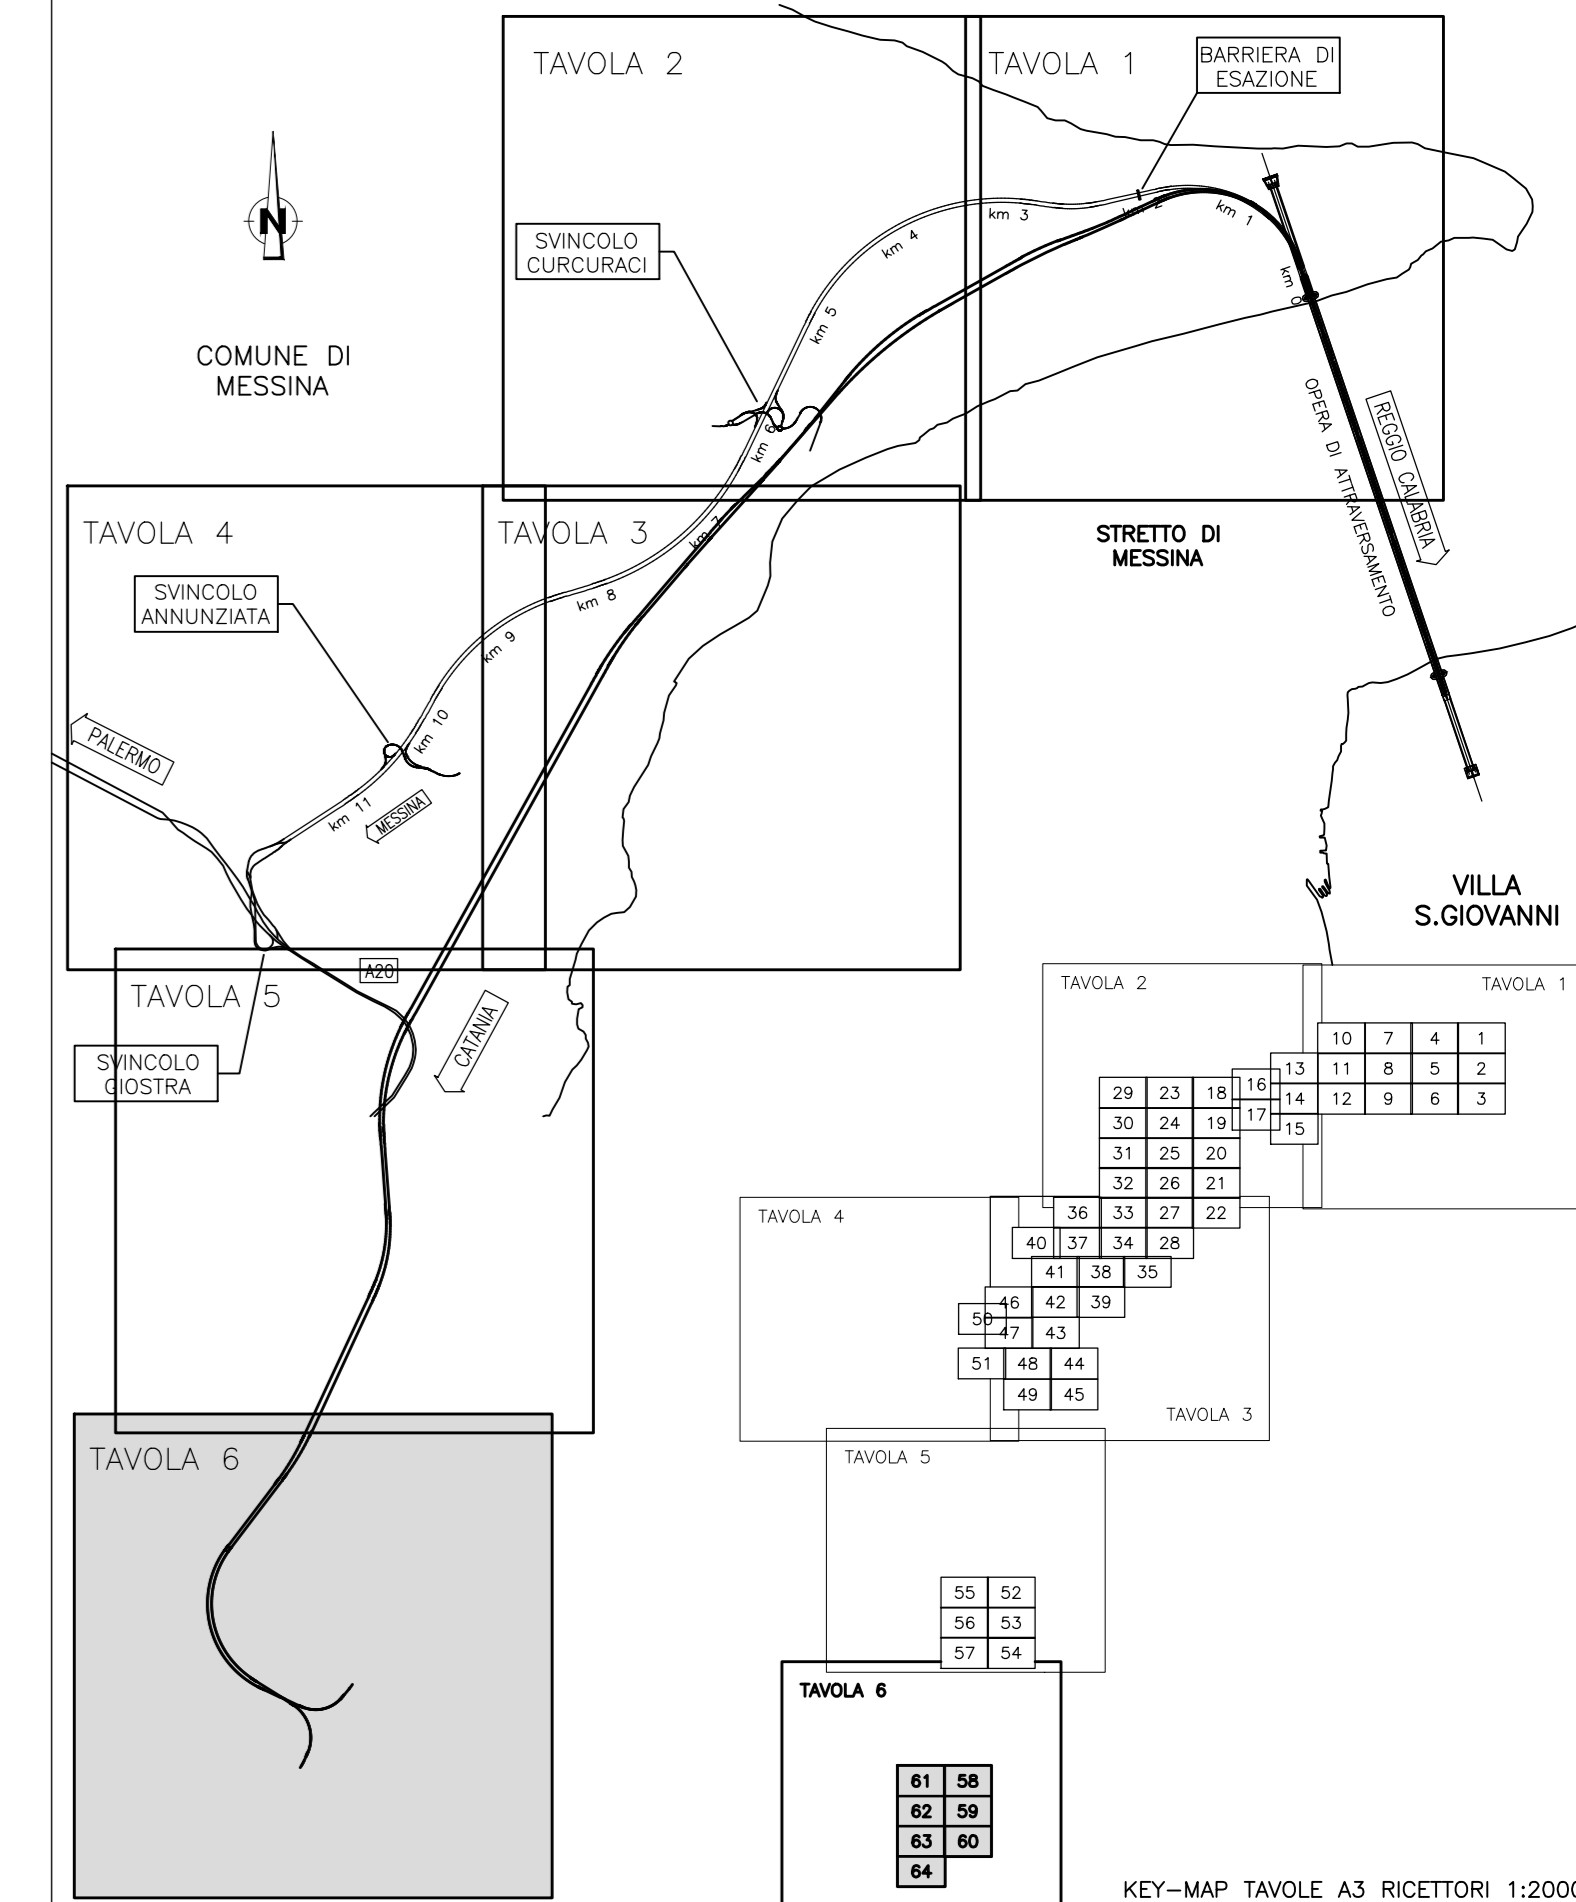 TAVOLA 2
TAVOLA 1
BARRIERA DI
ESAZIONE
N
SVINCOLO
CURCURACI
COMUNE DI
MESSINA
km 0
km 1
km 2
km 3
km 4
km 5
km 6
km 7
km 8
km 9
km 10
km 11
OPERA DI ATTRAVERSAMENTO
REGGIO CALABRIA
STRETTO DI
MESSINA
TAVOLA 4
TAVOLA 3
SVINCOLO
ANNUNZIATA
PALERMO
MESSINA
VILLA
S.GIOVANNI
A20
TAVOLA 5
CATANIA
SVINCOLO
GIOSTRA
TAVOLA 6
TAVOLA 2
TAVOLA 1
10 7 4 1
13 11 8 5 2
16 14 12 9 6 3
17 15
29 23 18
30 24 19
31 25 20
32 26 21
36 33 27 22
40 37 34 28
41 38 35
46 42 39
50 47 43
51 48 44
49 45
TAVOLA 4
TAVOLA 3
TAVOLA 5
55 52
56 53
57 54
TAVOLA 6
61 58
62 59
63 60
64
KEY-MAP TAVOLE A3 RICETTORI 1:2000